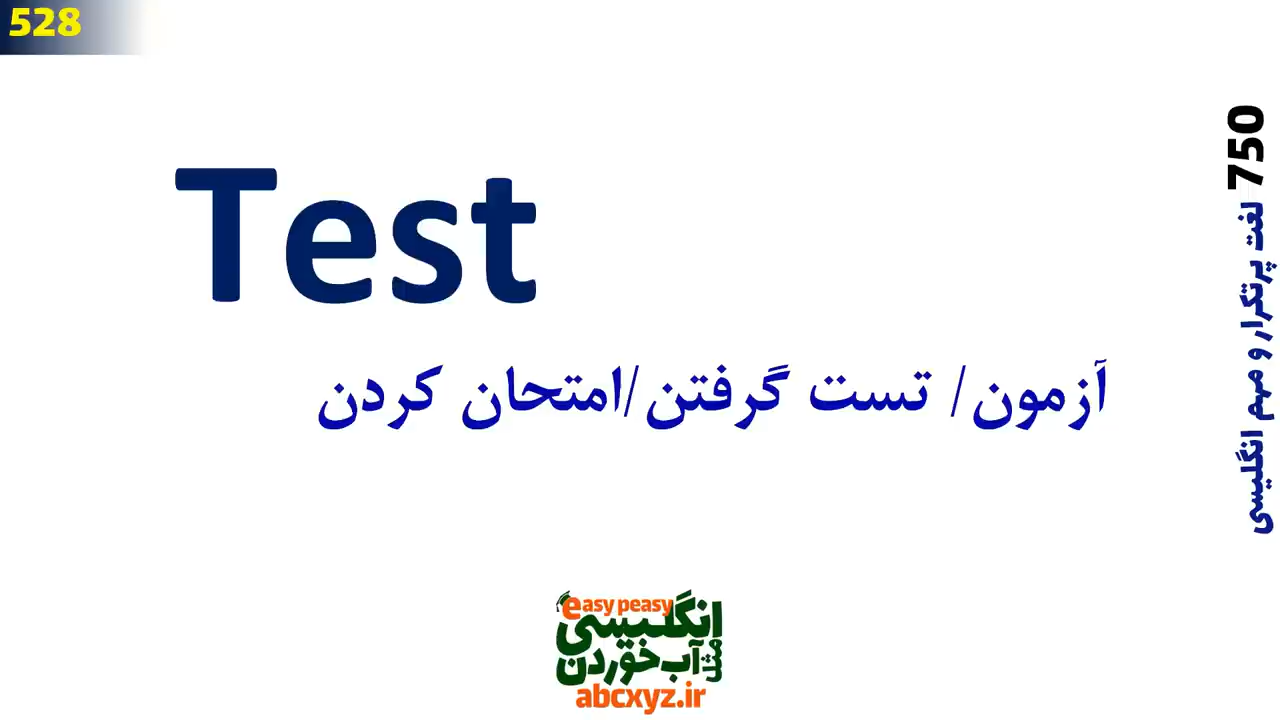 528
Test
آزمون/ تست گرفتن/امتحان کردن
750 لغت پرتکرار و مهم انگلیسی
easy peasy
انگلیسی
مثل آب خوردن
abcxyz.ir